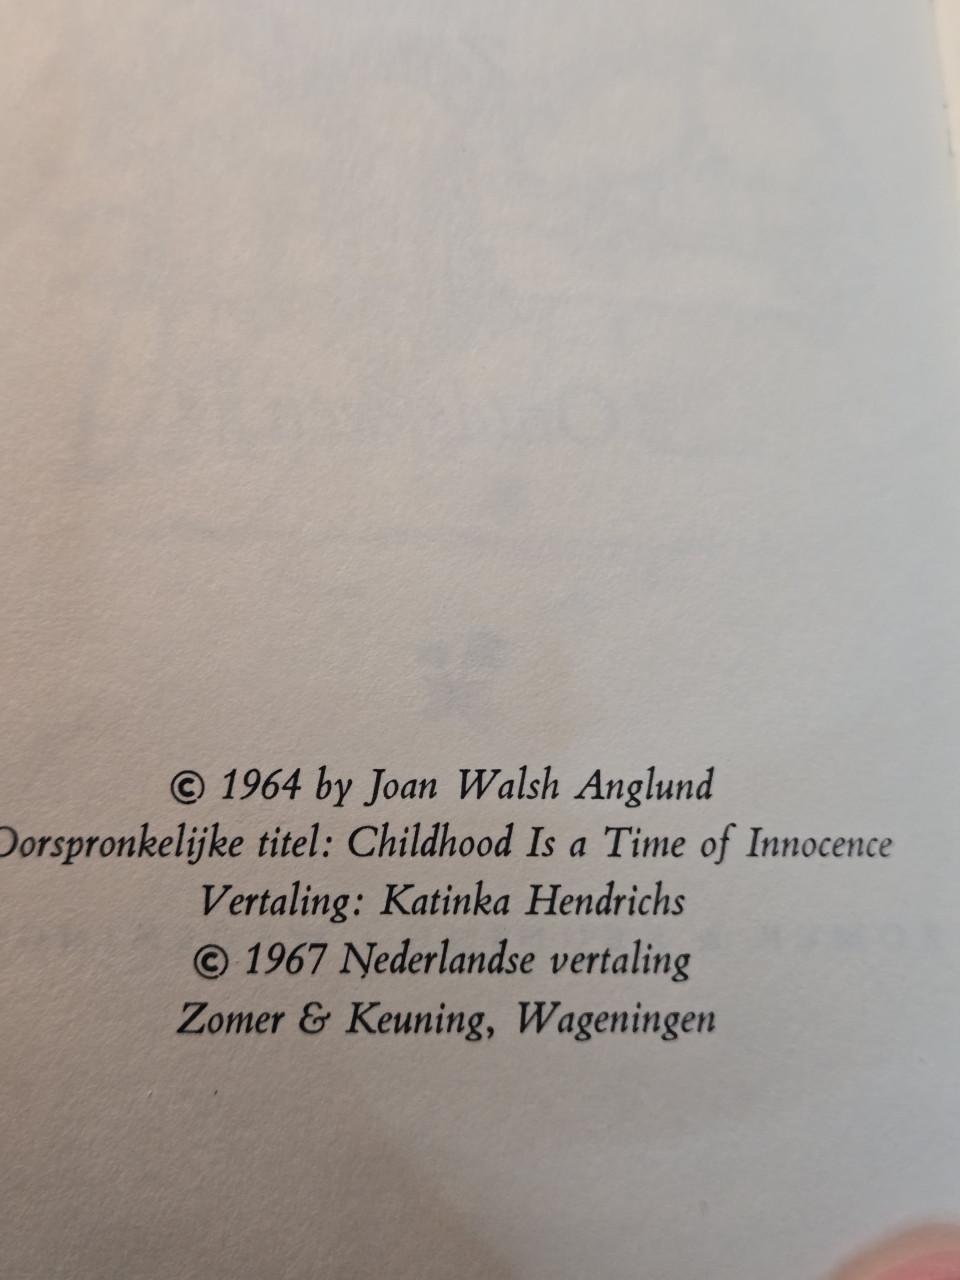 © 1964 by Joan Walsh Anglund
Oorspronkelijke titel: Childhood Is a Time of Innocence
Vertaling: Katinka Hendrichs
© 1967 Nederlandse vertaling
Zomer & Keuning, Wageningen